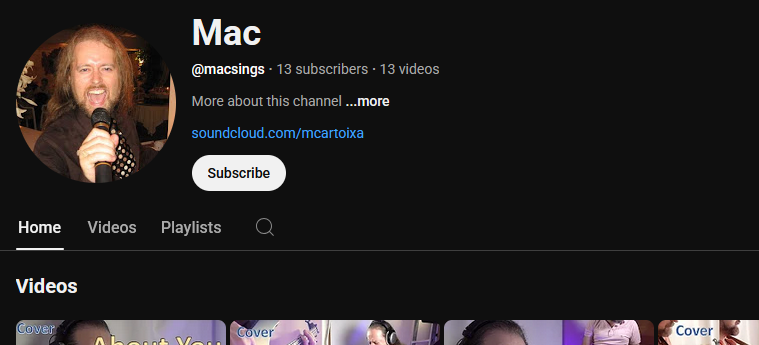 Mac
@macsings · 13 subscribers · 13 videos
More about this channel ...more
soundcloud.com/mcartoixa
Subscribe
Home Videos Playlists
Videos
Cover
About You
Cover
Cover